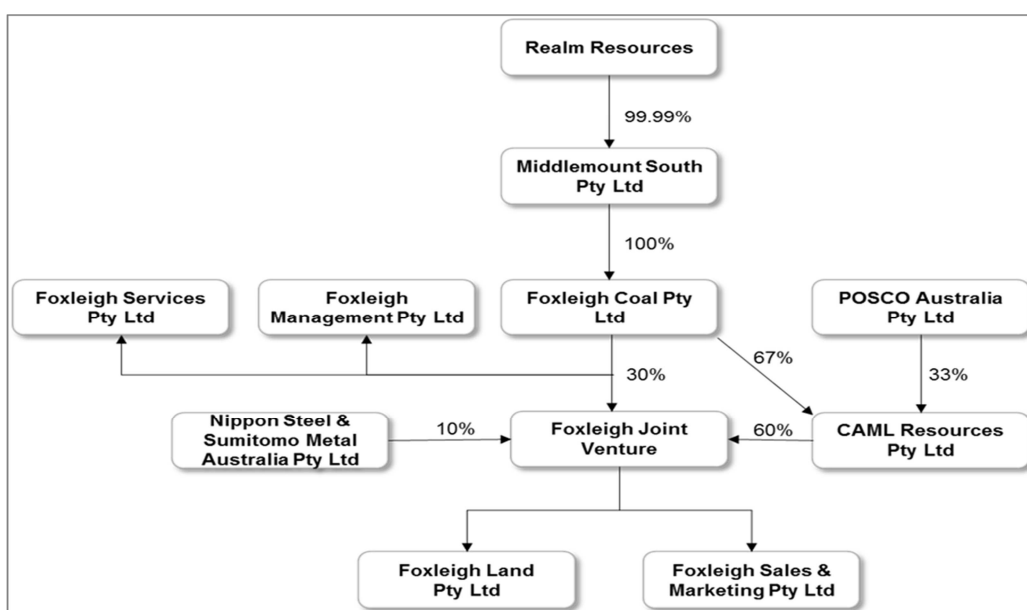 Realm Resources
99.99%
Middlemount South
Pty Ltd
100%
Foxleigh Services
Pty Ltd
Foxleigh
Management Pty Ltd
Foxleigh Coal Pty
Ltd
POSCO Australia
Pty Ltd
67%
30%
33%
Nippon Steel &
Sumitomo Metal
Australia Pty Ltd
10%
Foxleigh Joint
Venture
60%
CAML Resources
Pty Ltd
Foxleigh Land
Pty Ltd
Foxleigh Sales &
Marketing Pty Ltd